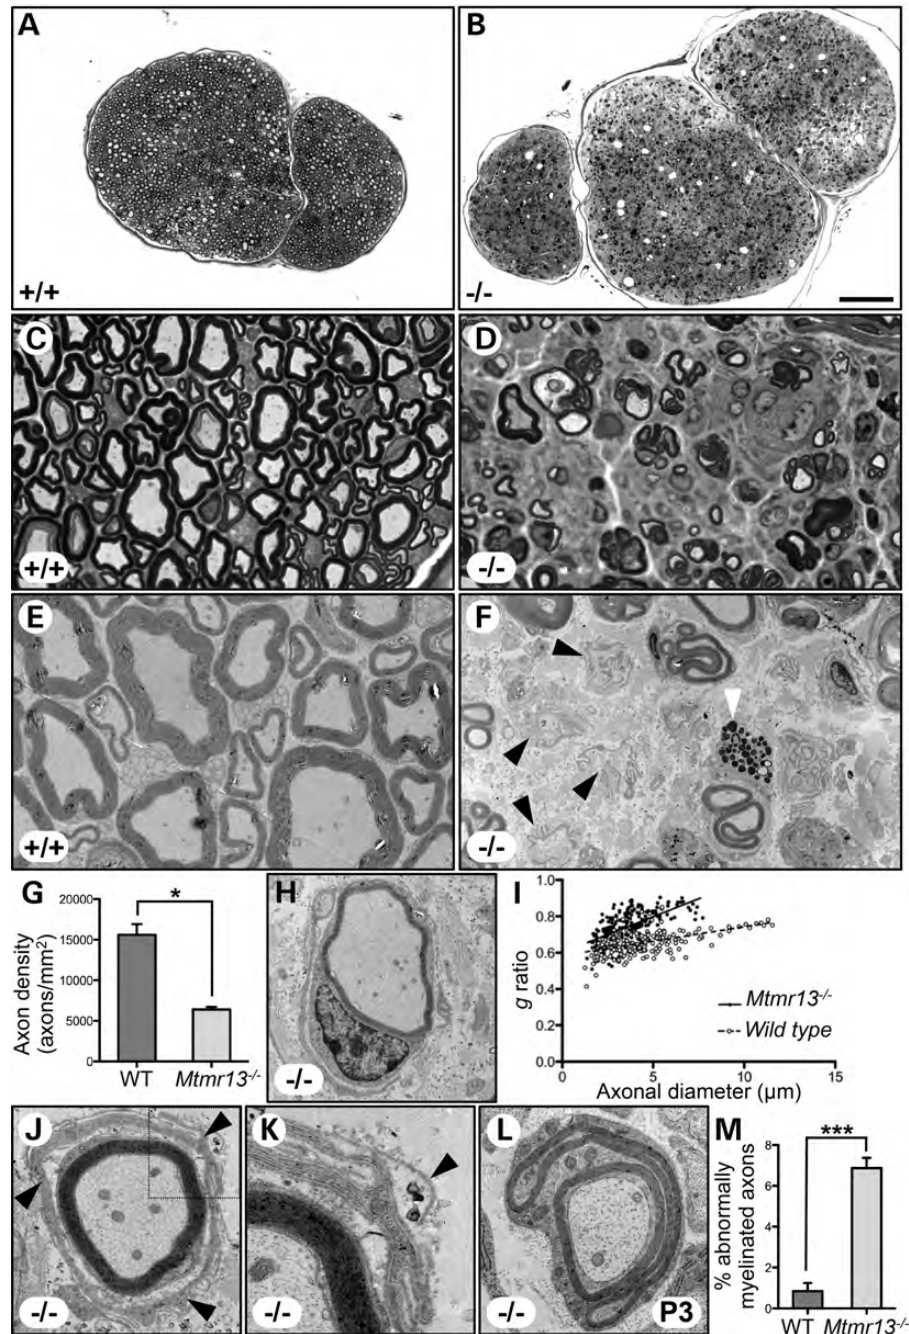 A
B
+/+
-/-
C
D
+/+
-/-
E
F
+/+
-/-
G
Axon density
(axons/mm²)
20000
15000
10000
5000
0
*
WT
Mtmr13-/-
H
-/-
I
g ratio
1.0
0.8
0.6
0.4
0.2
0.0
Mtmr13-/-
Wild type
0
5
10
15
Axonal diameter (µm)
J
-/-
K
-/-
L
-/-
P3
M
% abnormally
myelinated axons
8
6
4
2
0
***
WT
Mtmr13-/-